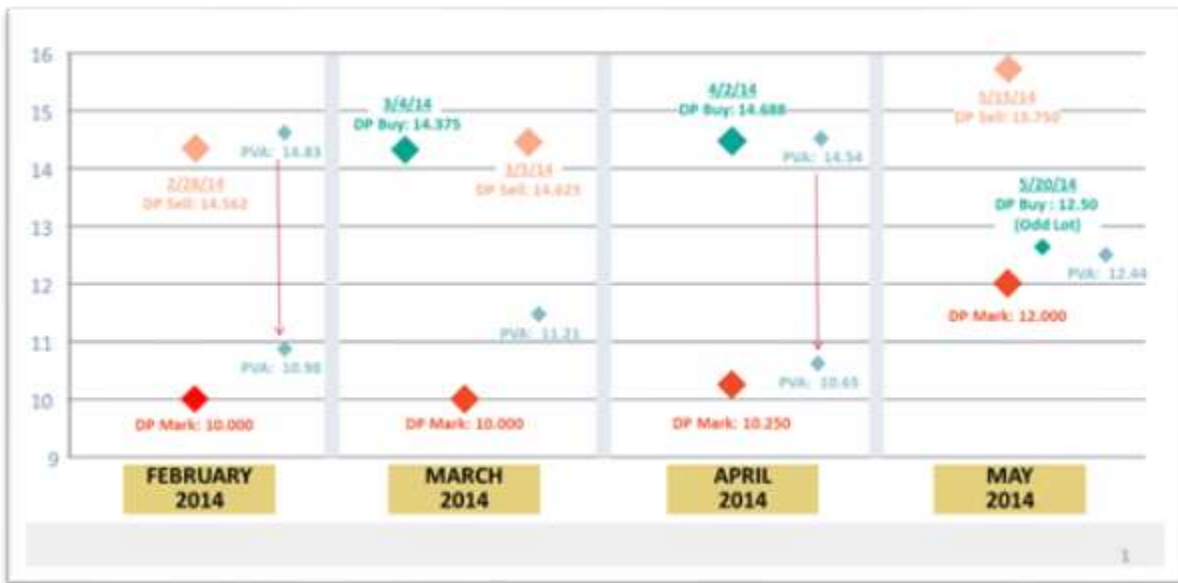 16
15
14
13
12
11
10
9
2/28/14
DP Sell: 14.562
PVA: 14.83
PVA: 10.98
DP Mark: 10.000
FEBRUARY
2014
3/4/14
DP Buy: 14.375
3/3/14
DP Sell: 14.625
PVA: 11.21
DP Mark: 10.000
MARCH
2014
4/2/14
DP Buy: 14.688
PVA: 14.54
PVA: 10.65
DP Mark: 10.250
APRIL
2014
5/15/14
DP Sell: 15.750
5/20/14
DP Buy : 12.50
(Odd Lot)
PVA: 12.44
DP Mark: 12.000
MAY
2014
1